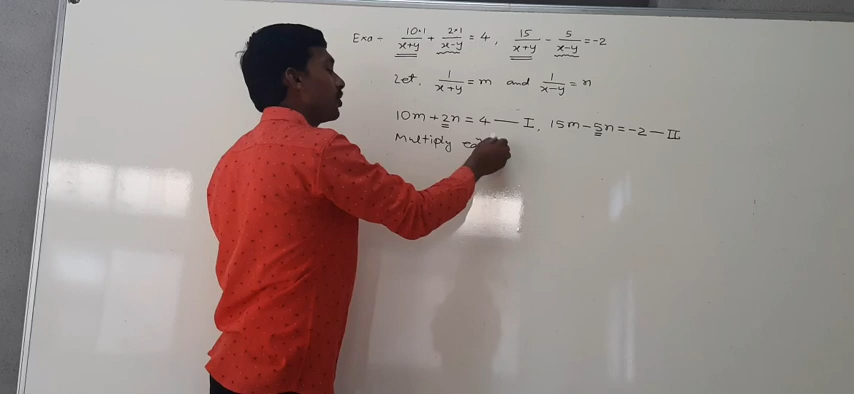 Exa - 10×1/x+y + 2×1/x-y = 4, 15/x+y - 5/x-y = -2
Let, 1/x+y = m and 1/x-y = n
10m + 2n = 4 — I, 15m - 5n = -2 — II
Multiply